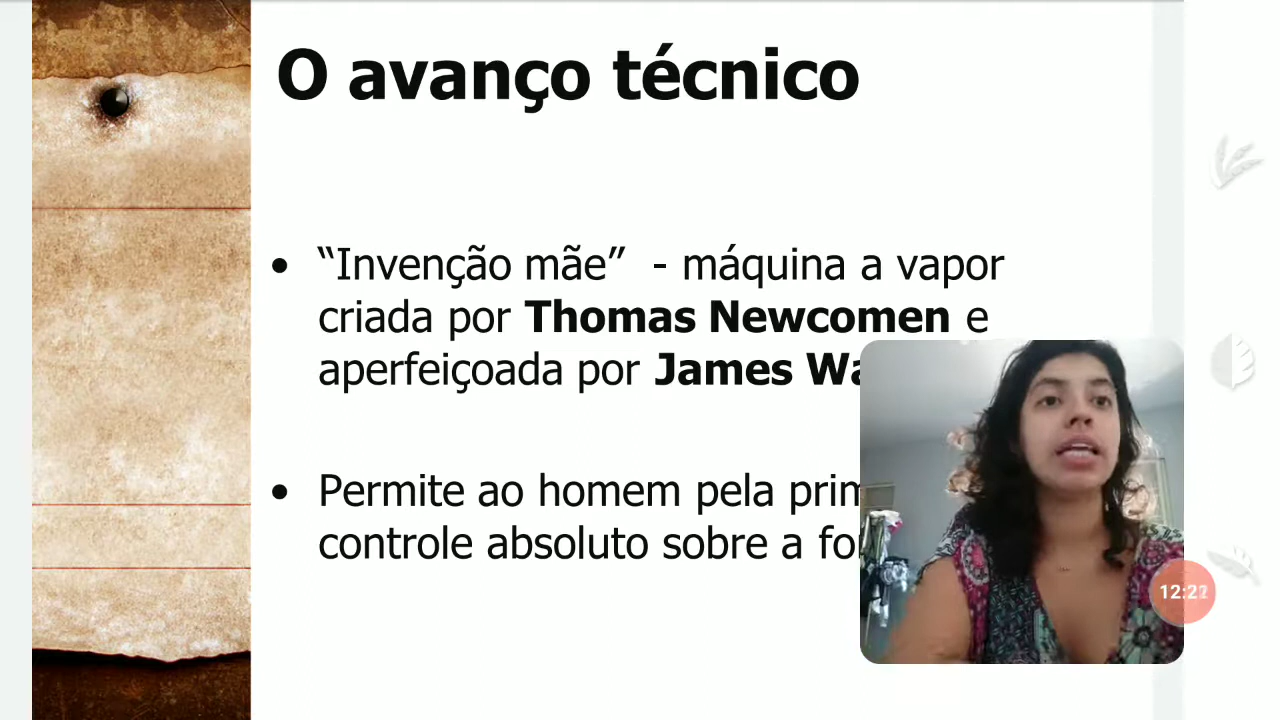 O avanço técnico
• “Invenção mãe” - máquina a vapor
criada por Thomas Newcomen e
aperfeiçoada por James
• Permite ao homem pela
controle absoluto sobre a